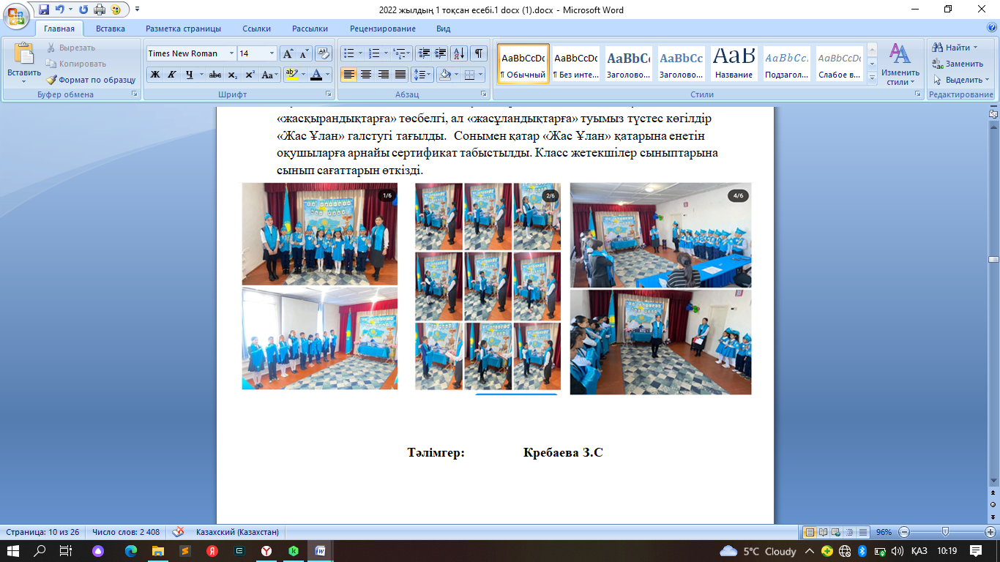 2022 жылдың 1 тоқсан есебі.1 docx (1).docx - Microsoft Word
Главная Вставка Разметка страницы Ссылки Рассылки Рецензирование Вид
Вставить
Вырезать
Копировать
Формат по образцу
Буфер обмена
Times New Roman 14
Ж К Ч abc x₂ x² Aa ab A
Шрифт
Абзац
AaBbCcDc AaBbCcDc AaBbCc AaBbCc AaB AaBbCc. AaBbCcDc
¶ Обычный ¶ Без инте... Заголово... Заголово... Название Подзагол... Слабое в...
Стили
Изменить стили
Найти
Заменить
Выделить
Редактирование
«жасқырандықтарға» төсбелгі, ал «жасұландықтарға» туымыз түстес көгілдір
«Жас Ұлан» галстугі тағылды. Сонымен қатар «Жас Ұлан» қатарына енетін
оқушыларға арнайы сертификат табыстылды. Класс жетекшілер сыныптарына
сынып сағаттарын өткізді.
1/6 2/6 4/6
Тәлімгер: Кребаева З.С
Страница: 10 из 26 Число слов: 2 408 Казахский (Казахстан) 96%
5°C Cloudy ҚАЗ 10:19